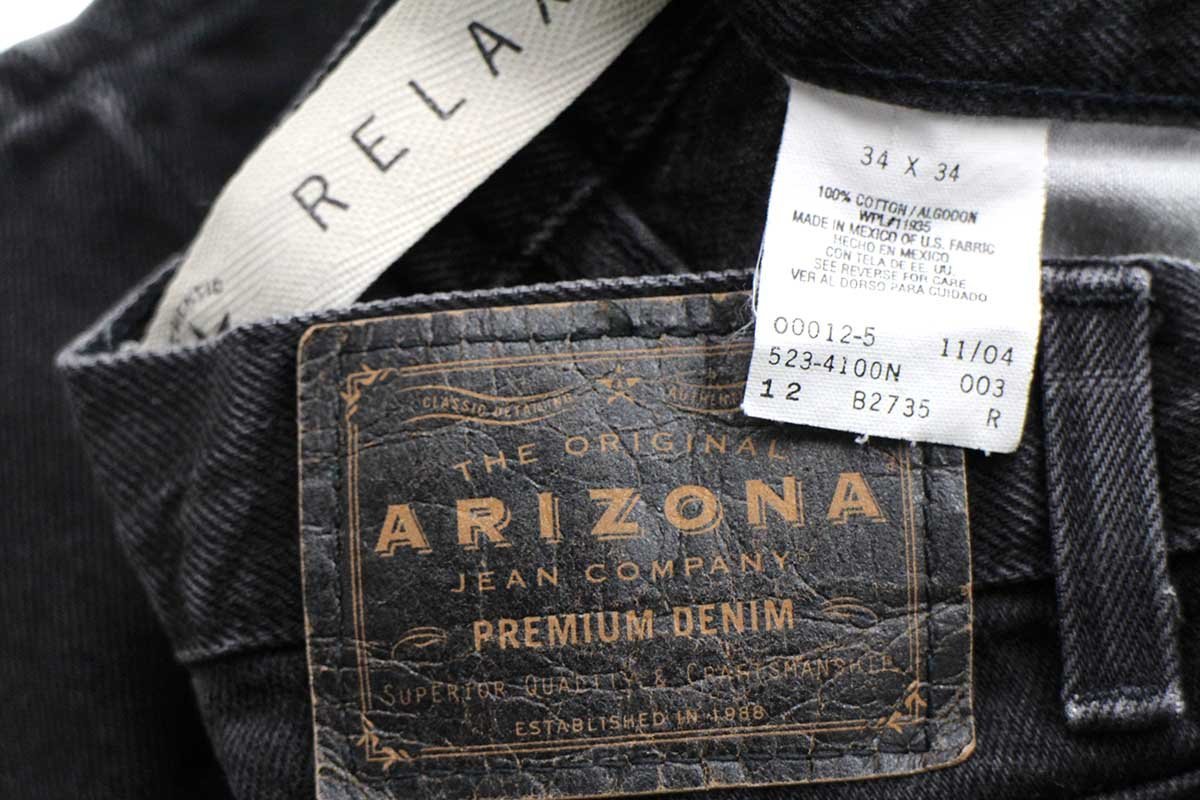 RELAX
34 X 34
100% COTTON/ALGODON
WPL#11935
MADE IN MEXICO OF U.S. FABRIC
HECHO EN MEXICO
CON TELA DE EE. UU.
SEE REVERSE FOR CARE
VER AL DORSO PARA CUIDADO
00012-5 11/04
523-4100N 003
12 B2735 R
CLASSIC DETAILING AUTHEN
THE ORIGINAL
ARIZONA
JEAN COMPANY
PREMIUM DENIM
SUPERIOR QUALITY & CRAFTSMANSHIP
ESTABLISHED IN 1988